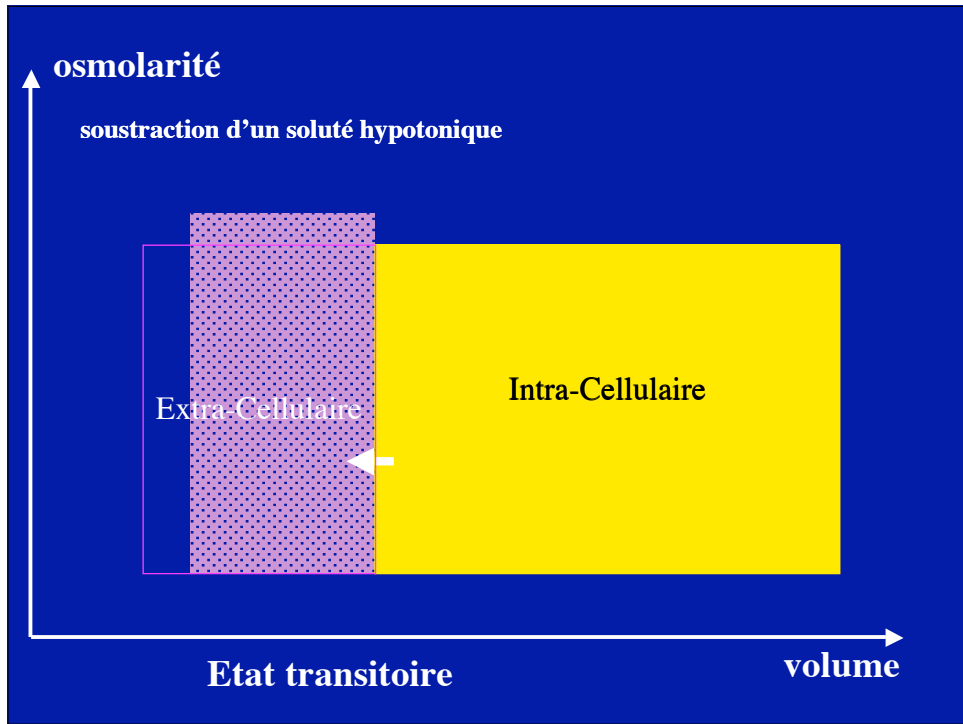 osmolarité
soustraction d’un soluté hypotonique
Intra-Cellulaire
Extra-Cellulaire
volume
Etat transitoire